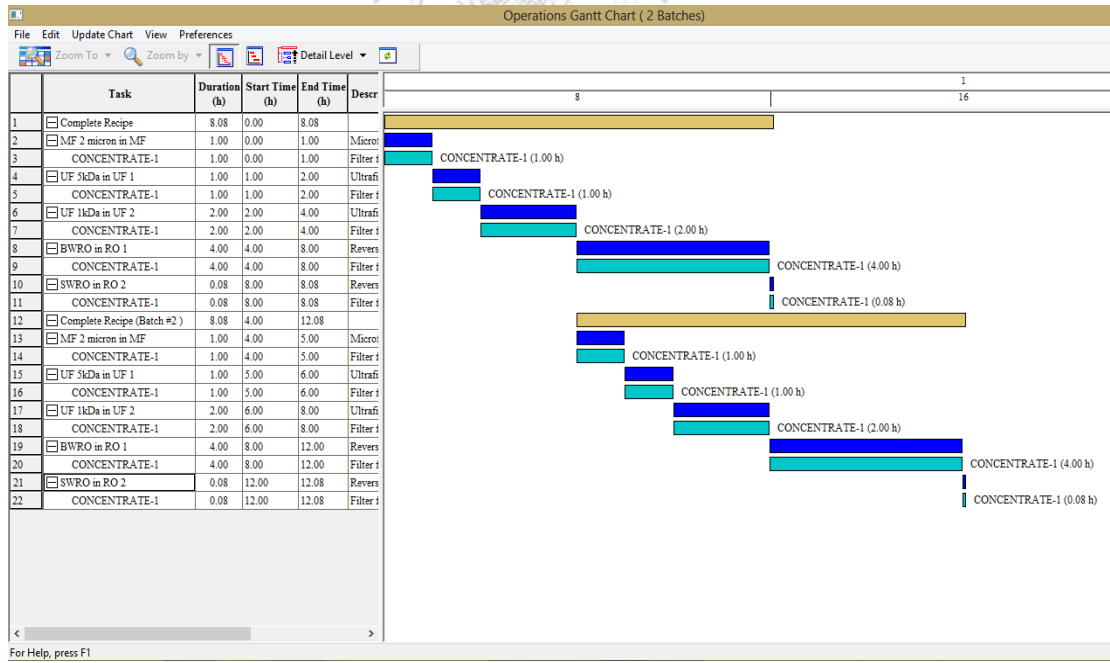 Operations Gantt Chart ( 2 Batches)
File Edit Update Chart View Preferences
Zoom To Zoom by Detail Level
Task Duration (h) Start Time (h) End Time (h) Descr
1
8 16
1 Complete Recipe 8.08 0.00 8.08
2 MF 2 micron in MF 1.00 0.00 1.00 Microf
3 CONCENTRATE-1 1.00 0.00 1.00 Filter f CONCENTRATE-1 (1.00 h)
4 UF 5kDa in UF 1 1.00 1.00 2.00 Ultrafi
5 CONCENTRATE-1 1.00 1.00 2.00 Filter f CONCENTRATE-1 (1.00 h)
6 UF 1kDa in UF 2 2.00 2.00 4.00 Ultrafi
7 CONCENTRATE-1 2.00 2.00 4.00 Filter f CONCENTRATE-1 (2.00 h)
8 BWRO in RO 1 4.00 4.00 8.00 Revers
9 CONCENTRATE-1 4.00 4.00 8.00 Filter f CONCENTRATE-1 (4.00 h)
10 SWRO in RO 2 0.08 8.00 8.08 Revers
11 CONCENTRATE-1 0.08 8.00 8.08 Filter f CONCENTRATE-1 (0.08 h)
12 Complete Recipe (Batch #2 ) 8.08 4.00 12.08
13 MF 2 micron in MF 1.00 4.00 5.00 Microf
14 CONCENTRATE-1 1.00 4.00 5.00 Filter f CONCENTRATE-1 (1.00 h)
15 UF 5kDa in UF 1 1.00 5.00 6.00 Ultrafi
16 CONCENTRATE-1 1.00 5.00 6.00 Filter f CONCENTRATE-1 (1.00 h)
17 UF 1kDa in UF 2 2.00 6.00 8.00 Ultrafi
18 CONCENTRATE-1 2.00 6.00 8.00 Filter f CONCENTRATE-1 (2.00 h)
19 BWRO in RO 1 4.00 8.00 12.00 Revers
20 CONCENTRATE-1 4.00 8.00 12.00 Filter f CONCENTRATE-1 (4.00 h)
21 SWRO in RO 2 0.08 12.00 12.08 Revers
22 CONCENTRATE-1 0.08 12.00 12.08 Filter f CONCENTRATE-1 (0.08 h)
For Help, press F1